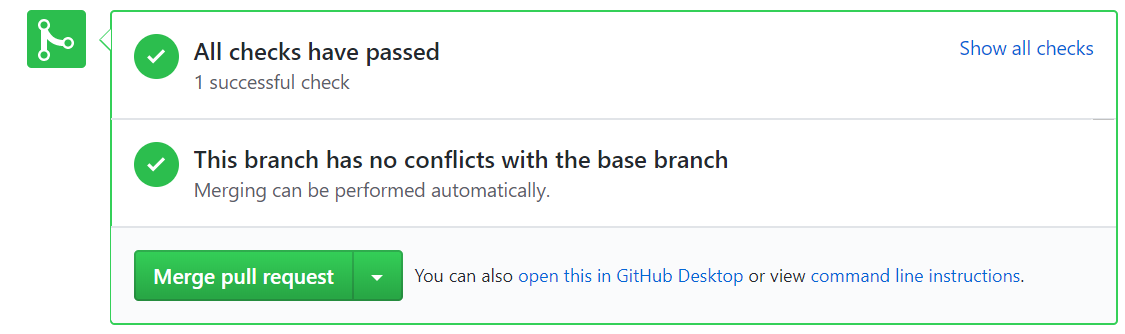 All checks have passed
Show all checks
1 successful check
This branch has no conflicts with the base branch
Merging can be performed automatically.
Merge pull request
You can also open this in GitHub Desktop or view command line instructions.